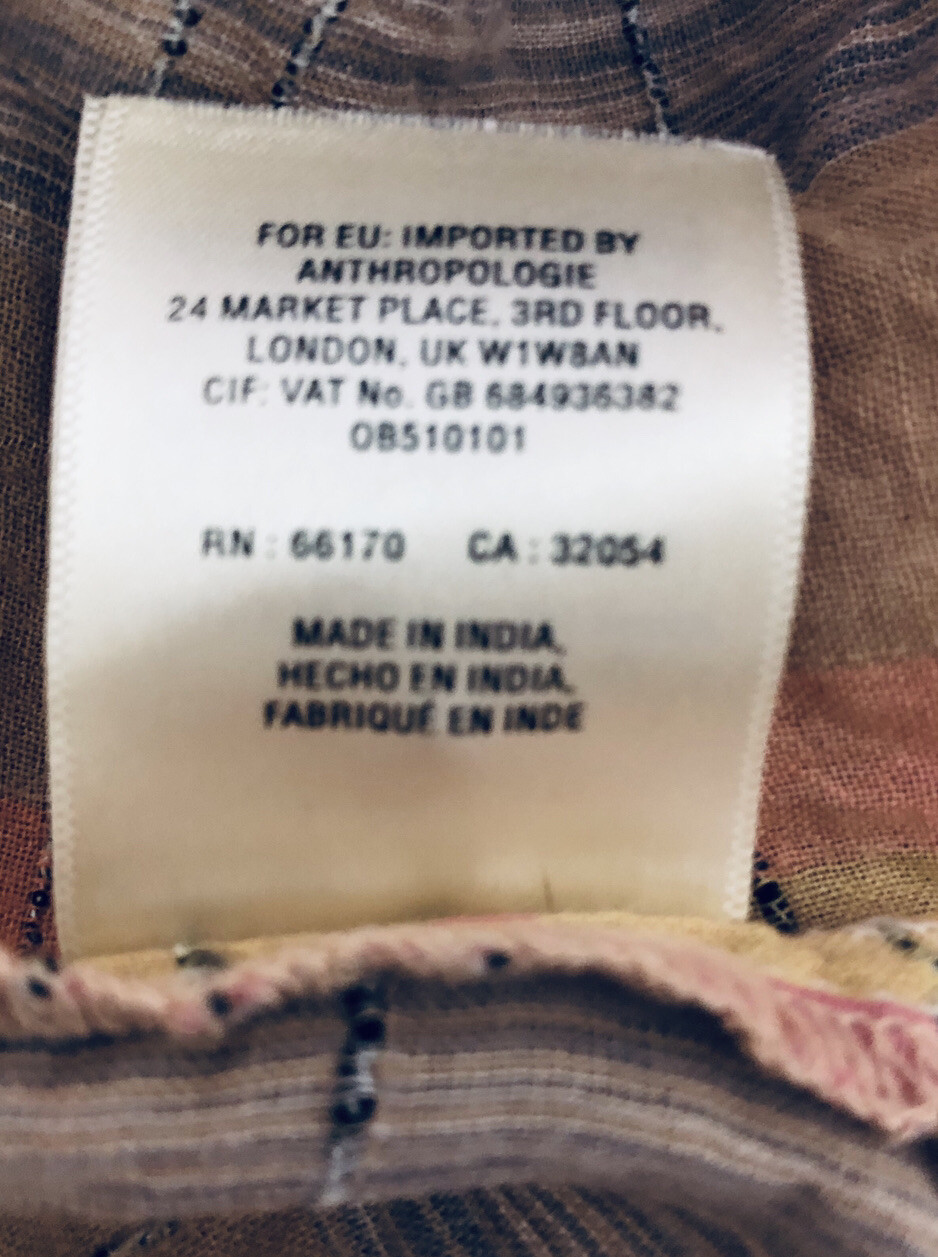 FOR EU: IMPORTED BY
ANTHROPOLOGIE
24 MARKET PLACE, 3RD FLOOR,
LONDON, UK W1W8AN
CIF: VAT No. GB 684936382
OB510101
RN : 66170 CA : 32054
MADE IN INDIA,
HECHO EN INDIA,
FABRIQUÉ EN INDE